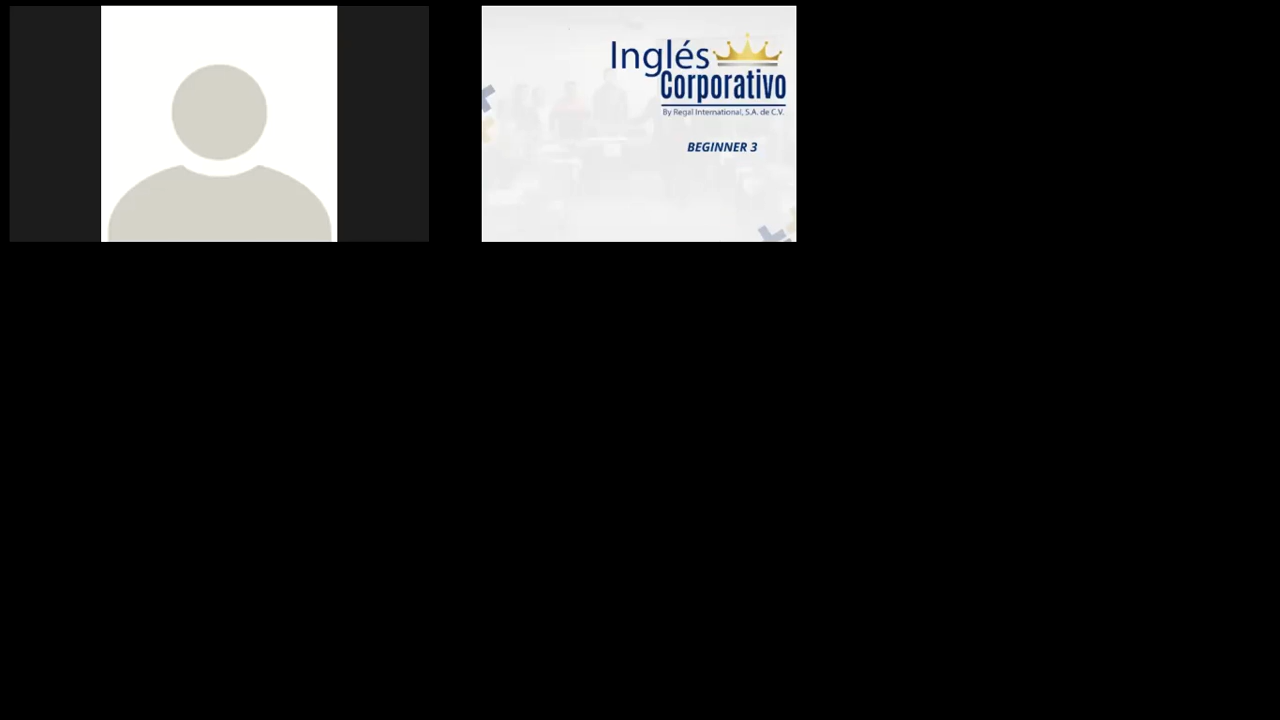 Inglés
Corporativo
By Regal International, S.A. de C.V.
BEGINNER 3